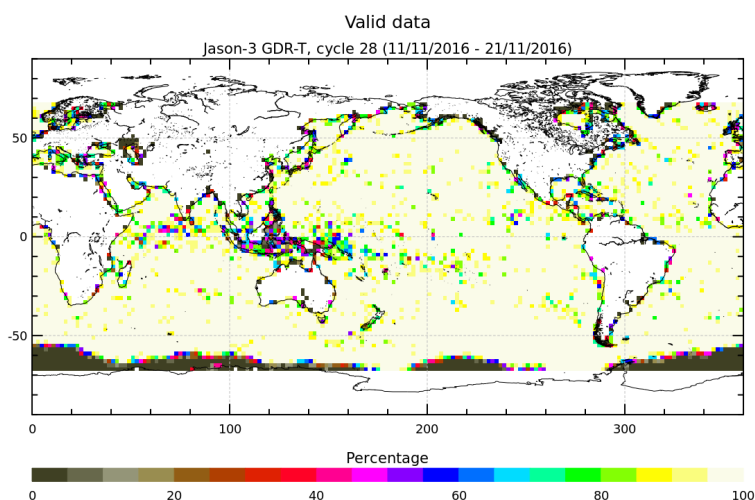 Valid data
Jason-3 GDR-T, cycle 28 (11/11/2016 - 21/11/2016)
50
0
-50
0 100 200 300
Percentage
0 20 40 60 80 100